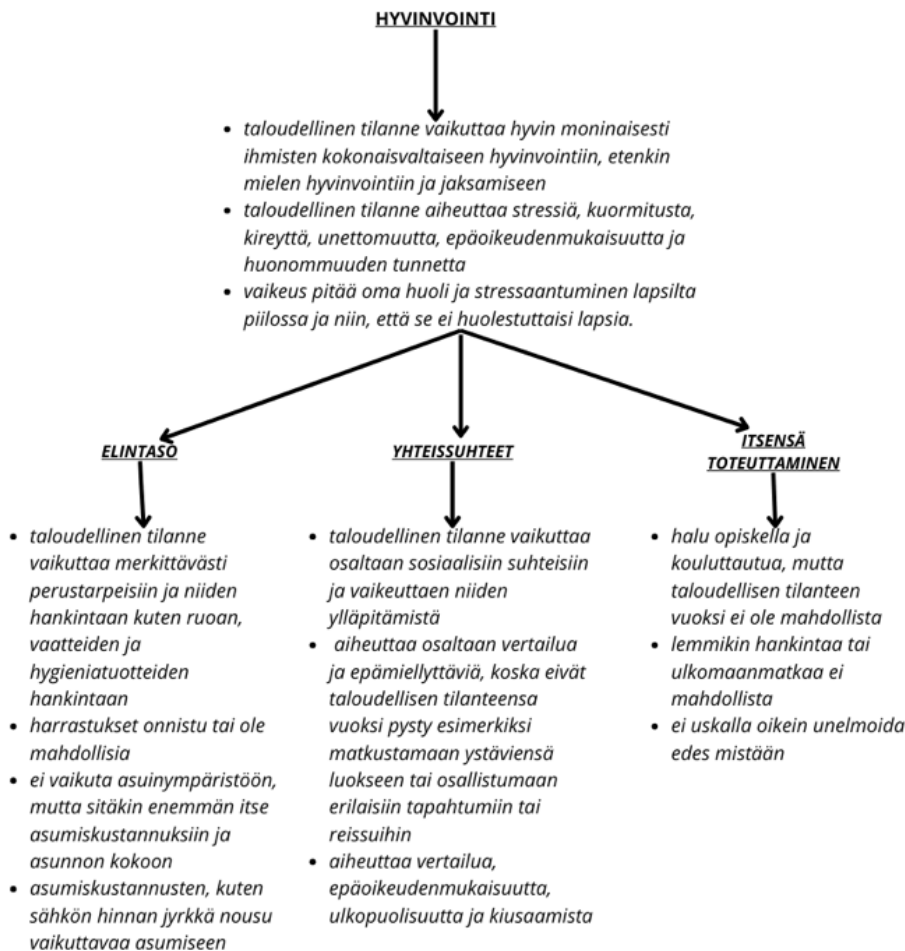 HYVINVOINTI
• taloudellinen tilanne vaikuttaa hyvin moninaisesti
ihmisten kokonaisvaltaiseen hyvinvointiin, etenkin
mielen hyvinvointiin ja jaksamiseen
• taloudellinen tilanne aiheuttaa stressiä, kuormitusta,
kireyttä, unettomuutta, epäoikeudenmukaisuutta ja
huonommuuden tunnetta
• vaikeus pitää oma huoli ja stressaantuminen lapsilta
piilossa ja niin, että se ei huolestuttaisi lapsia.
ELINTASO
• taloudellinen tilanne
vaikuttaa merkittävästi
perustarpeisiin ja niiden
hankintaan kuten ruoan,
vaatteiden ja
hygieniatuotteiden
hankintaan
• harrastukset onnistu tai ole
mahdollisia
• ei vaikuta asuinympäristöön,
mutta sitäkin enemmän itse
asumiskustannuksiin ja
asunnon kokoon
• asumiskustannusten, kuten
sähkön hinnan jyrkkä nousu
vaikuttavaa asumiseen
YHTEISSUHTEET
• taloudellinen tilanne vaikuttaa
osaltaan sosiaalisiin suhteisiin
ja vaikeuttaen niiden
ylläpitämistä
• aiheuttaa osaltaan vertailua
ja epämiellyttäviä, koska eivät
taloudellisen tilanteensa
vuoksi pysty esimerkiksi
matkustamaan ystäviensä
luokseen tai osallistumaan
erilaisiin tapahtumiin tai
reissuihin
• aiheuttaa vertailua,
epäoikeudenmukaisuutta,
ulkopuolisuutta ja kiusaamista
ITSENSÄ
TOTEUTTAMINEN
• halu opiskella ja
kouluttautua, mutta
taloudellisen tilanteen
vuoksi ei ole mahdollista
• lemmikin hankintaa tai
ulkomaanmatkaa ei
mahdollista
• ei uskalla oikein unelmoida
edes mistään